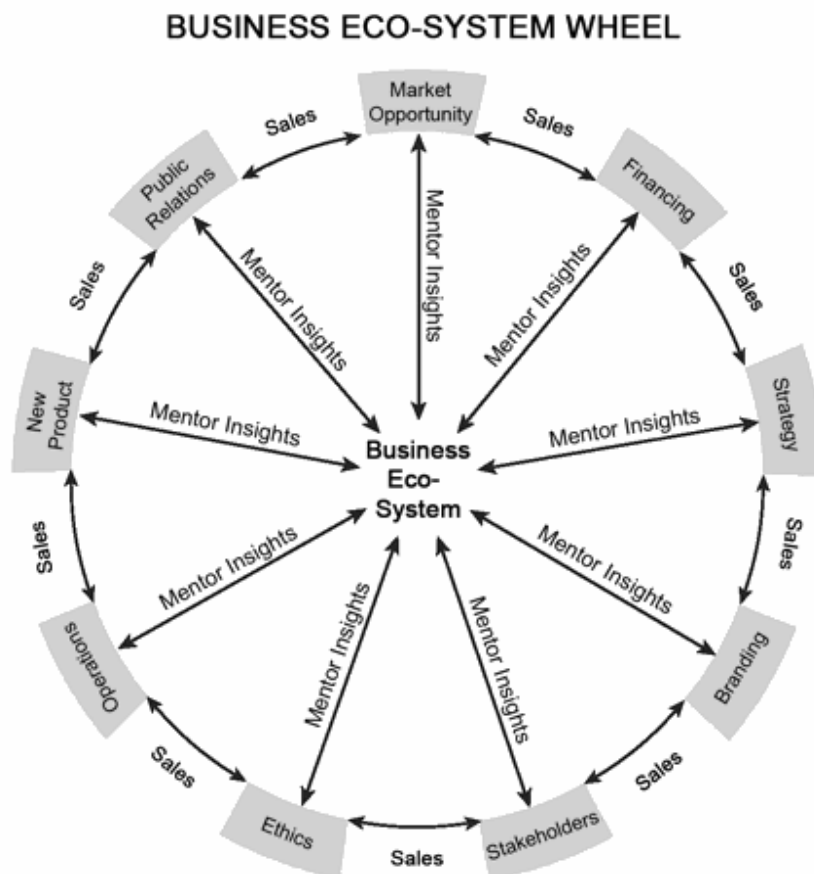 BUSINESS ECO-SYSTEM WHEEL
Market
Opportunity
Sales
Financing
Sales
Strategy
Sales
Branding
Sales
Stakeholders
Sales
Ethics
Sales
Operations
Sales
New
Product
Sales
Public
Relations
Sales
Mentor Insights
Mentor Insights
Mentor Insights
Mentor Insights
Mentor Insights
Mentor Insights
Mentor Insights
Mentor Insights
Mentor Insights
Business
Eco-
System